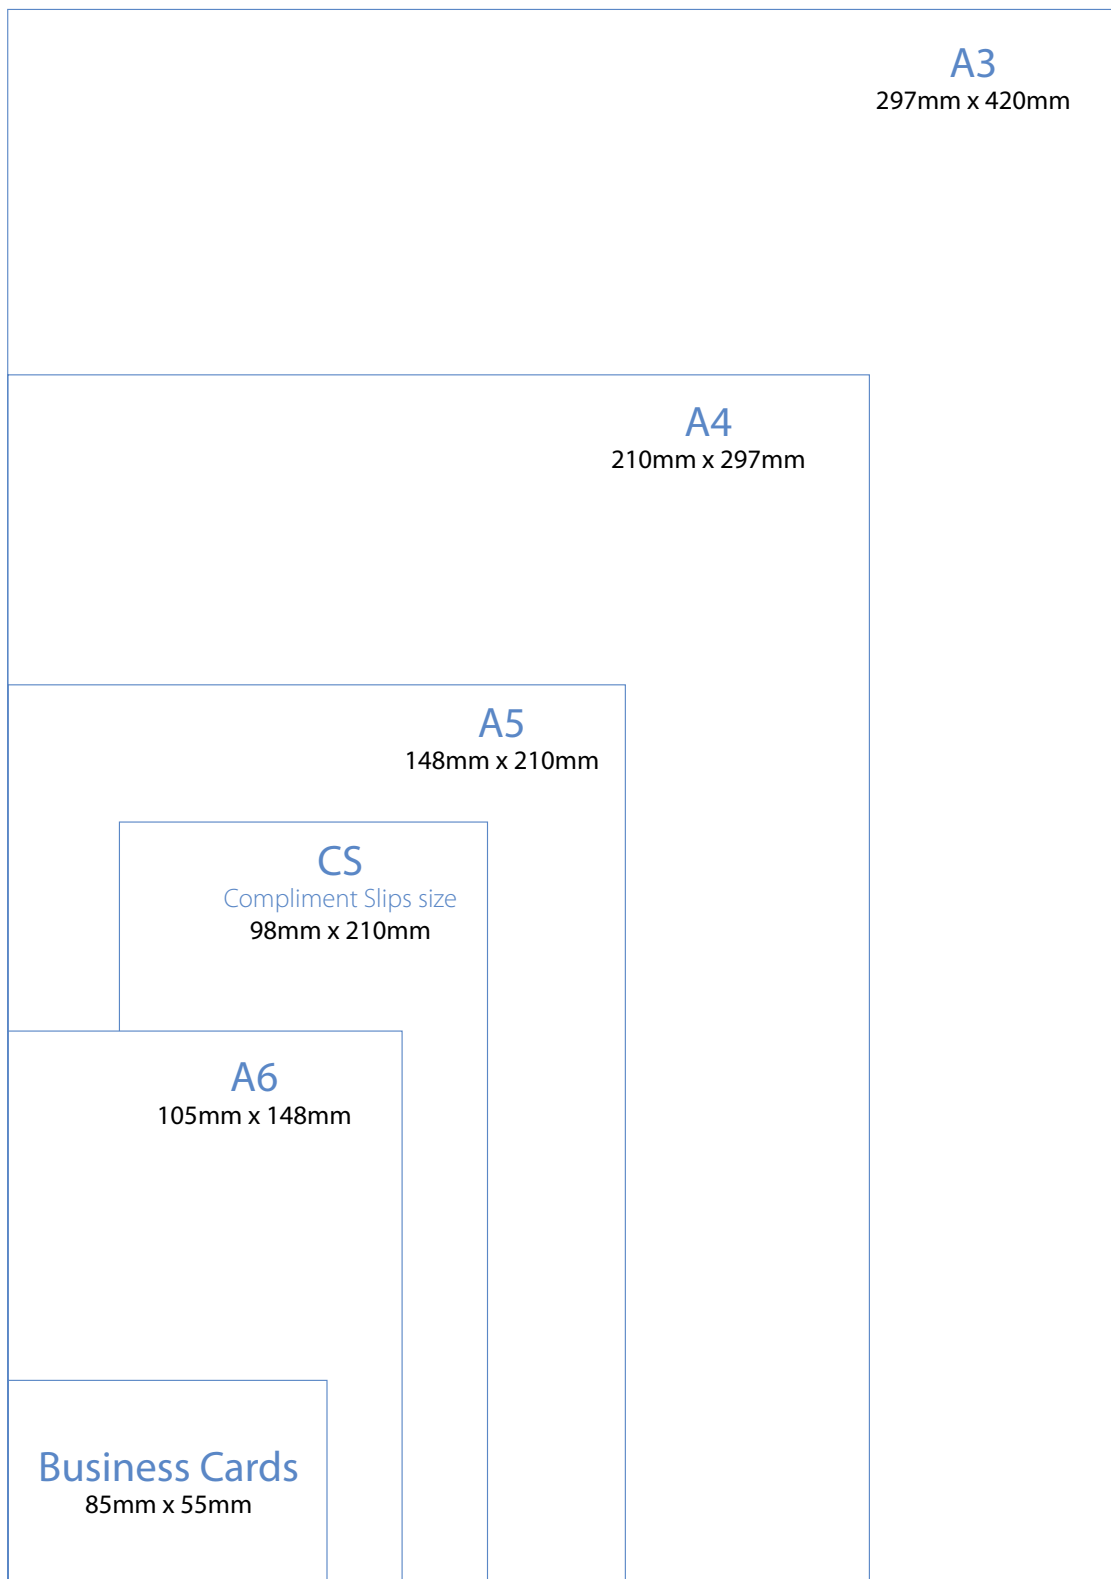 A3
297mm x 420mm
A4
210mm x 297mm
A5
148mm x 210mm
CS
Compliment Slips size
98mm x 210mm
A6
105mm x 148mm
Business Cards
85mm x 55mm